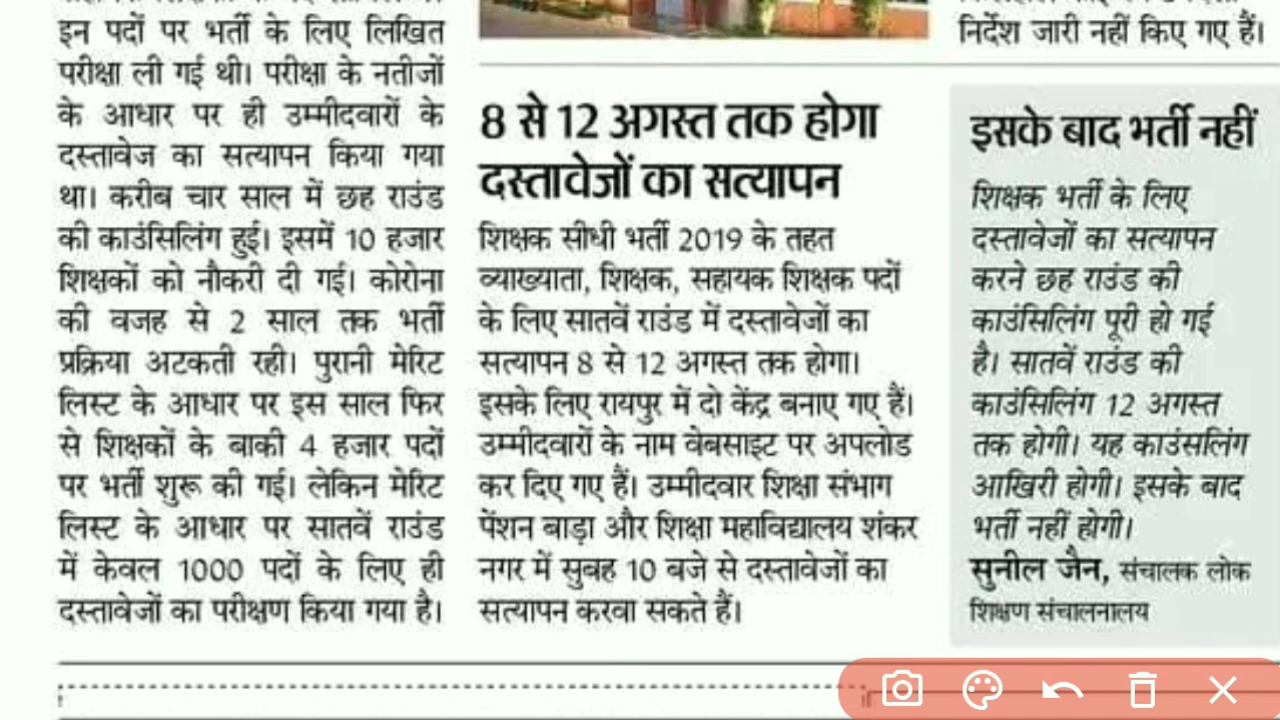 इन पदों पर भर्ती के लिए लिखित
परीक्षा ली गई थी। परीक्षा के नतीजों
के आधार पर ही उम्मीदवारों के
दस्तावेज का सत्यापन किया गया
था। करीब चार साल में छह राउंड
की काउंसिलिंग हुई। इसमें 10 हजार
शिक्षकों को नौकरी दी गई। कोरोना
की वजह से 2 साल तक भर्ती
प्रक्रिया अटकती रही। पुरानी मेरिट
लिस्ट के आधार पर इस साल फिर
से शिक्षकों के बाकी 4 हजार पदों
पर भर्ती शुरू की गई। लेकिन मेरिट
लिस्ट के आधार पर सातवें राउंड
में केवल 1000 पदों के लिए ही
दस्तावेजों का परीक्षण किया गया है।
8 से 12 अगस्त तक होगा
दस्तावेजों का सत्यापन
शिक्षक सीधी भर्ती 2019 के तहत
व्याख्याता, शिक्षक, सहायक शिक्षक पदों
के लिए सातवें राउंड में दस्तावेजों का
सत्यापन 8 से 12 अगस्त तक होगा।
इसके लिए रायपुर में दो केंद्र बनाए गए हैं।
उम्मीदवारों के नाम वेबसाइट पर अपलोड
कर दिए गए हैं। उम्मीदवार शिक्षा संभाग
पेंशन बाड़ा और शिक्षा महाविद्यालय शंकर
नगर में सुबह 10 बजे से दस्तावेजों का
सत्यापन करवा सकते हैं।
निर्देश जारी नहीं किए गए हैं।
इसके बाद भर्ती नहीं
शिक्षक भर्ती के लिए
दस्तावेजों का सत्यापन
करने छह राउंड की
काउंसिलिंग पूरी हो गई
है। सातवें राउंड की
काउंसिलिंग 12 अगस्त
तक होगी। यह काउंसलिंग
आखिरी होगी। इसके बाद
भर्ती नहीं होगी।
सुनील जैन, संचालक लोक
शिक्षण संचालनालय